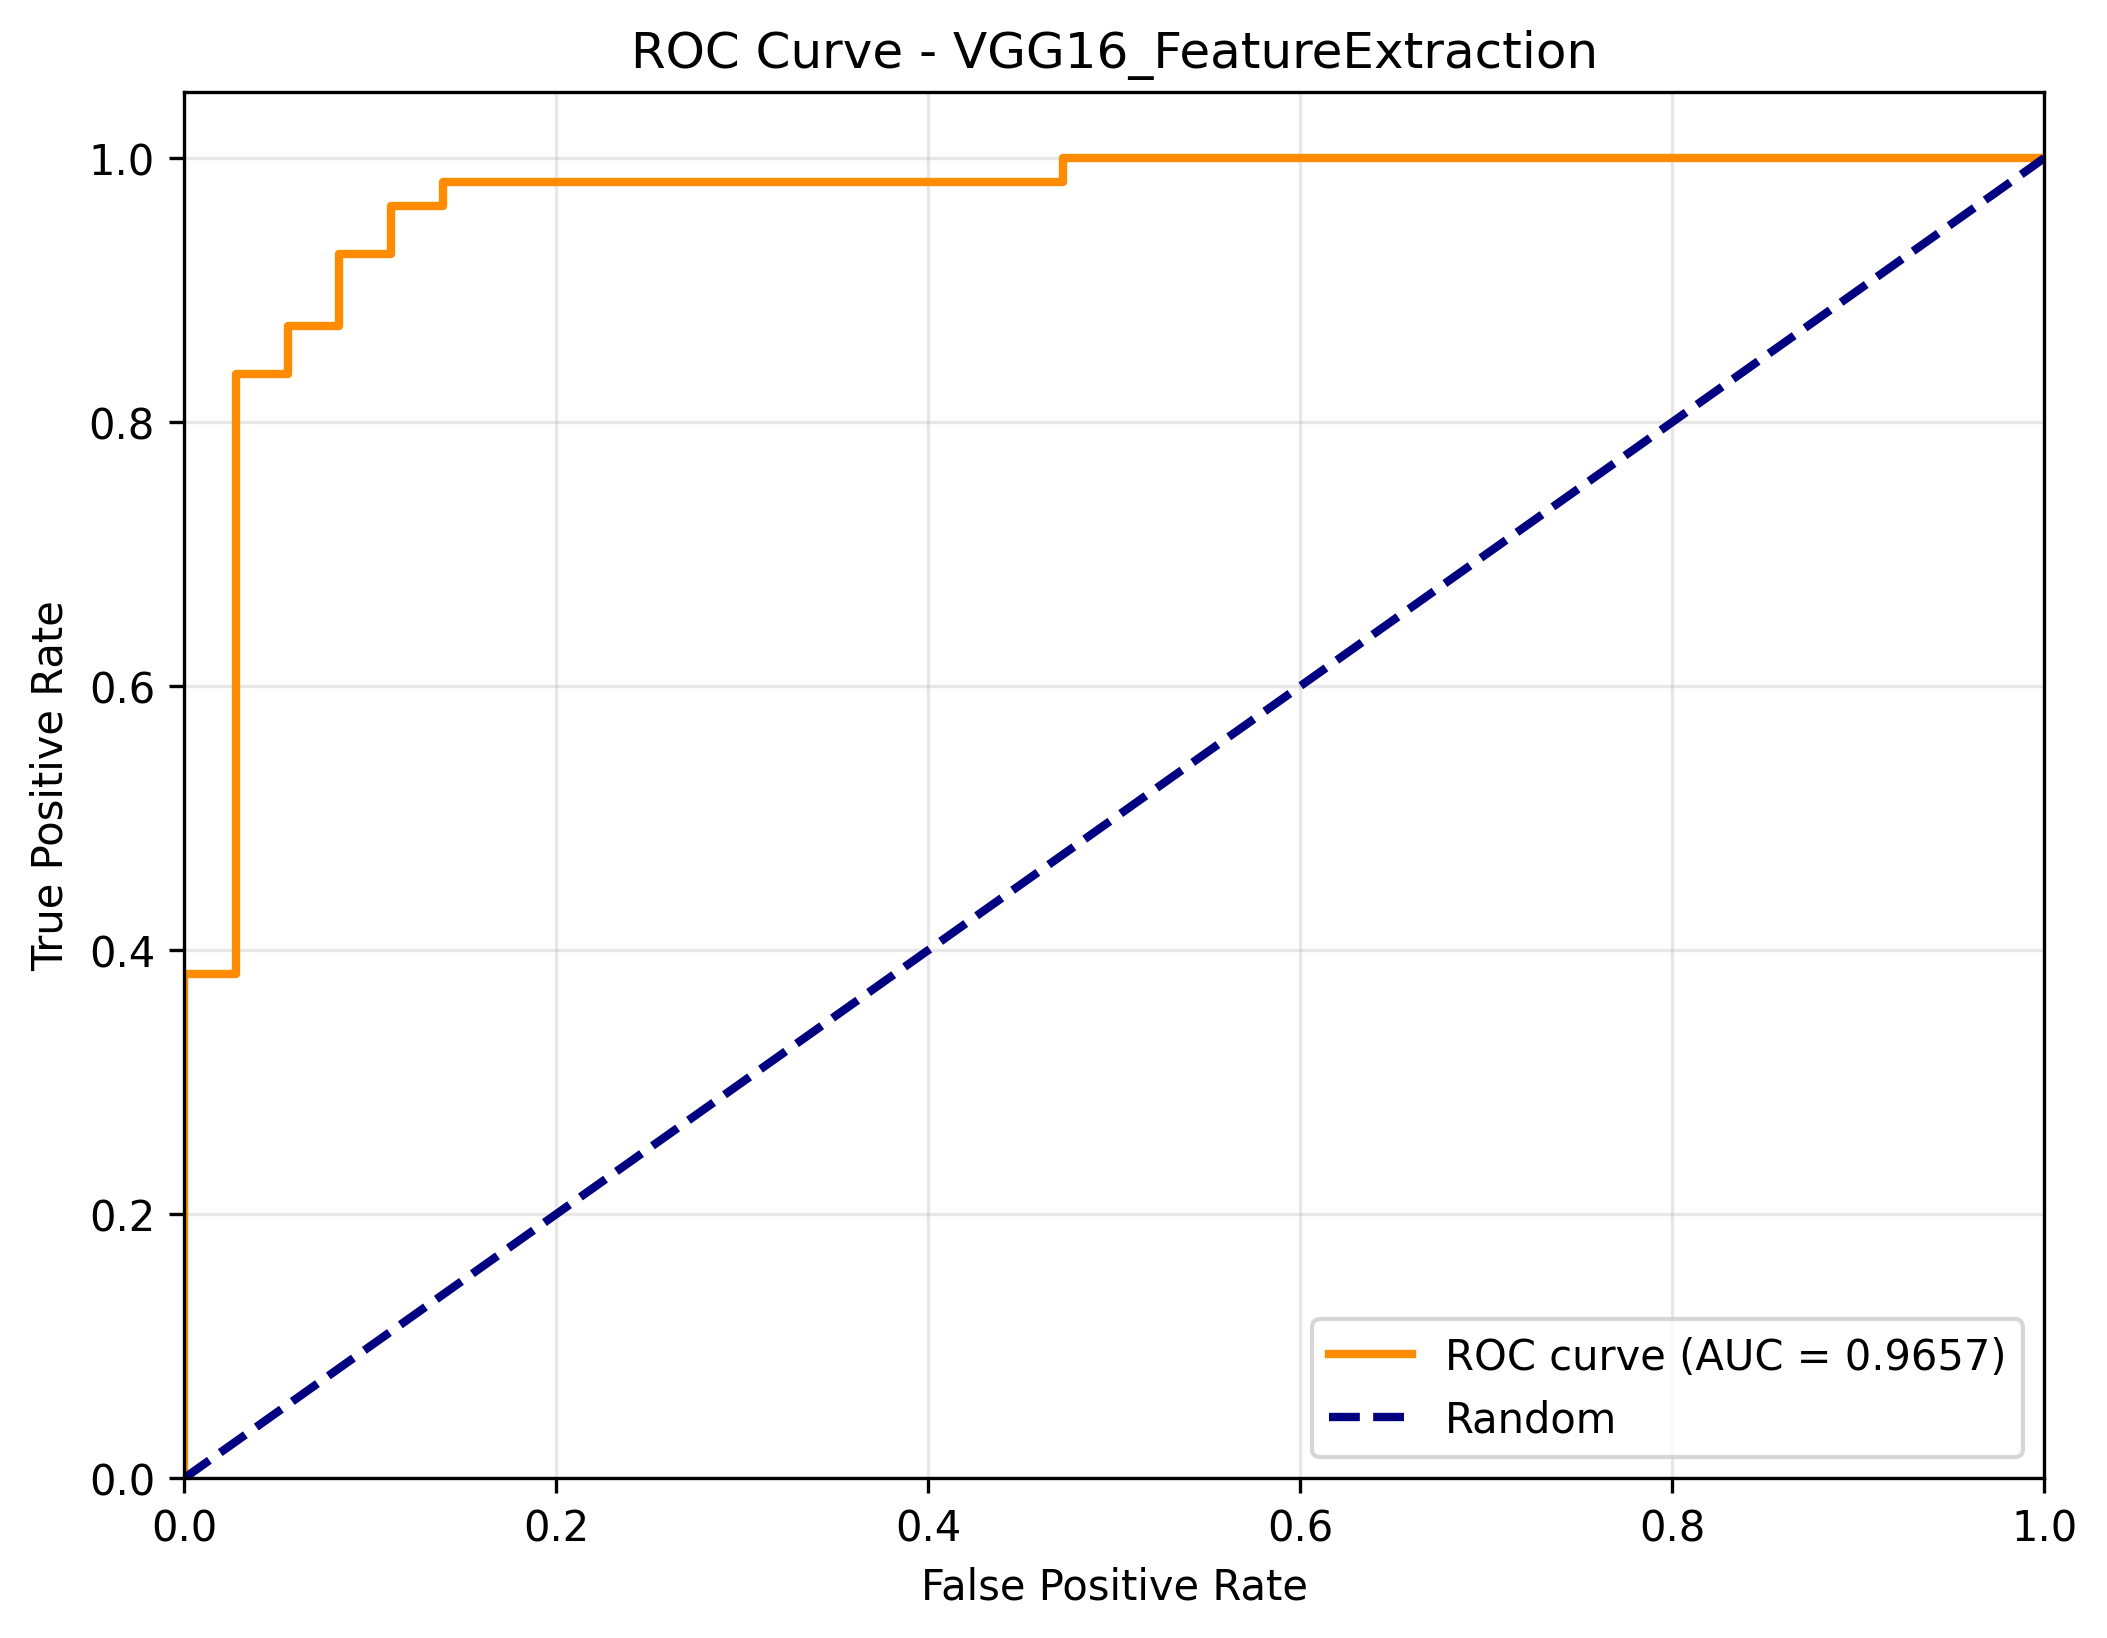 ROC Curve - VGG16_FeatureExtraction
True Positive Rate
1.0
0.8
0.6
0.4
0.2
0.0
0.0 0.2 0.4 0.6 0.8 1.0
False Positive Rate
ROC curve (AUC = 0.9657)
Random